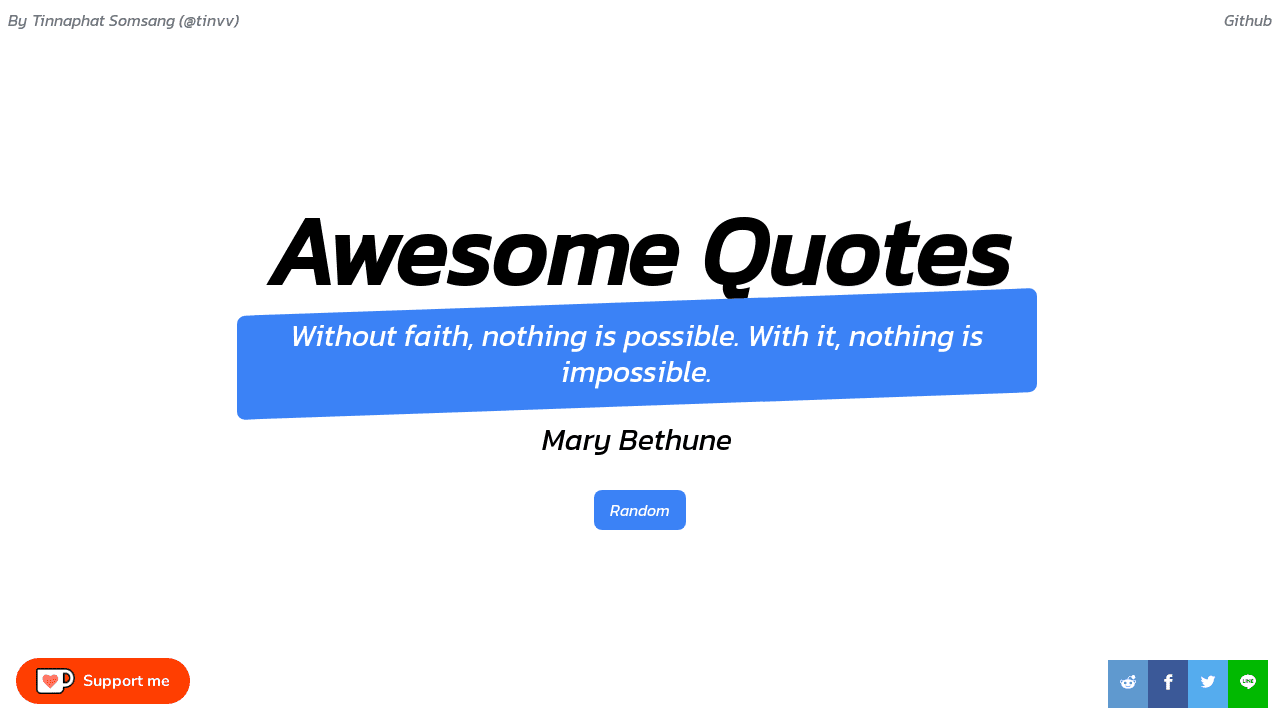 By Tinnaphat Somsang (@tinvv)
Github
Awesome Quotes
Without faith, nothing is possible. With it, nothing is
impossible.
Mary Bethune
Random
Support me
LINE